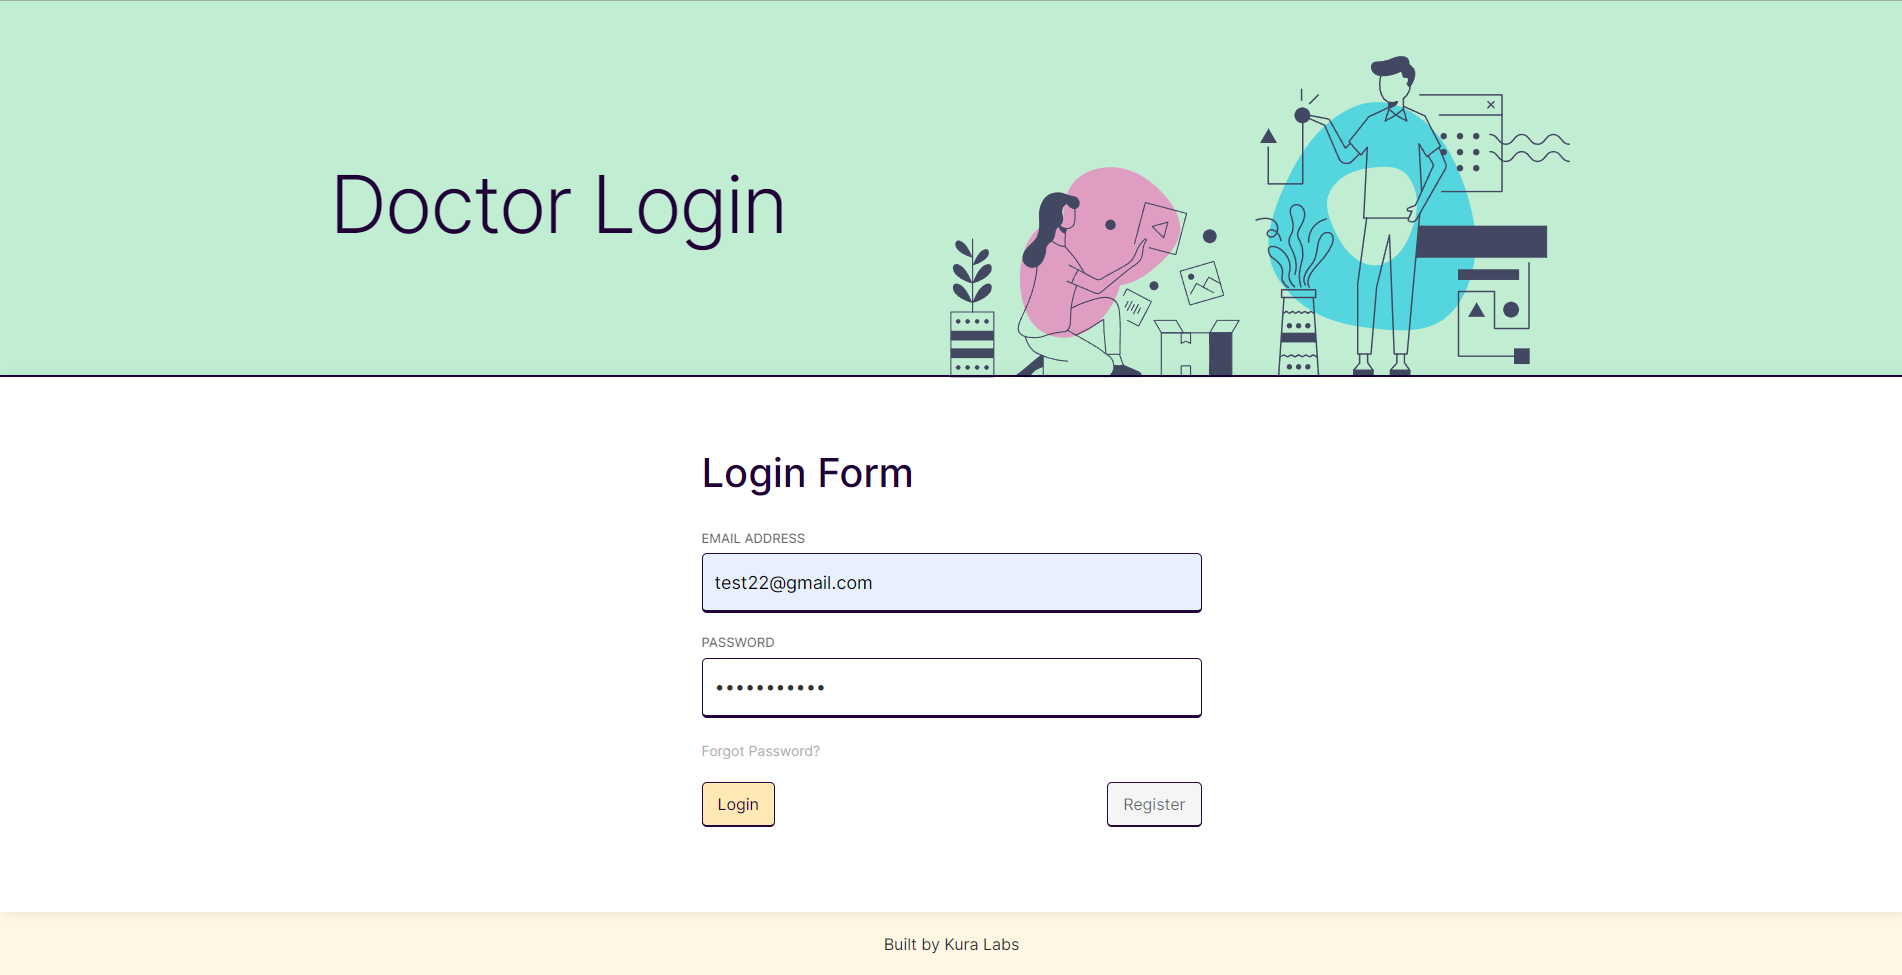 Doctor Login
Login Form
EMAIL ADDRESS
test22@gmail.com
PASSWORD
•••••••••••
Forgot Password?
Login
Register
Built by Kura Labs